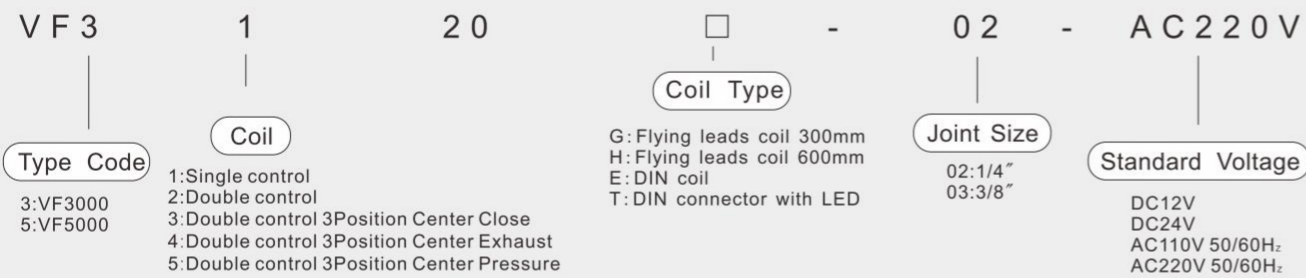 VF3 1 20 □ - 02 - AC220V
Type Code
3:VF3000
5:VF5000
Coil
1:Single control
2:Double control
3:Double control 3Position Center Close
4:Double control 3Position Center Exhaust
5:Double control 3Position Center Pressure
Coil Type
G:Flying leads coil 300mm
H:Flying leads coil 600mm
E:DIN coil
T:DIN connector with LED
Joint Size
02:1/4″
03:3/8″
Standard Voltage
DC12V
DC24V
AC110V 50/60Hz
AC220V 50/60Hz